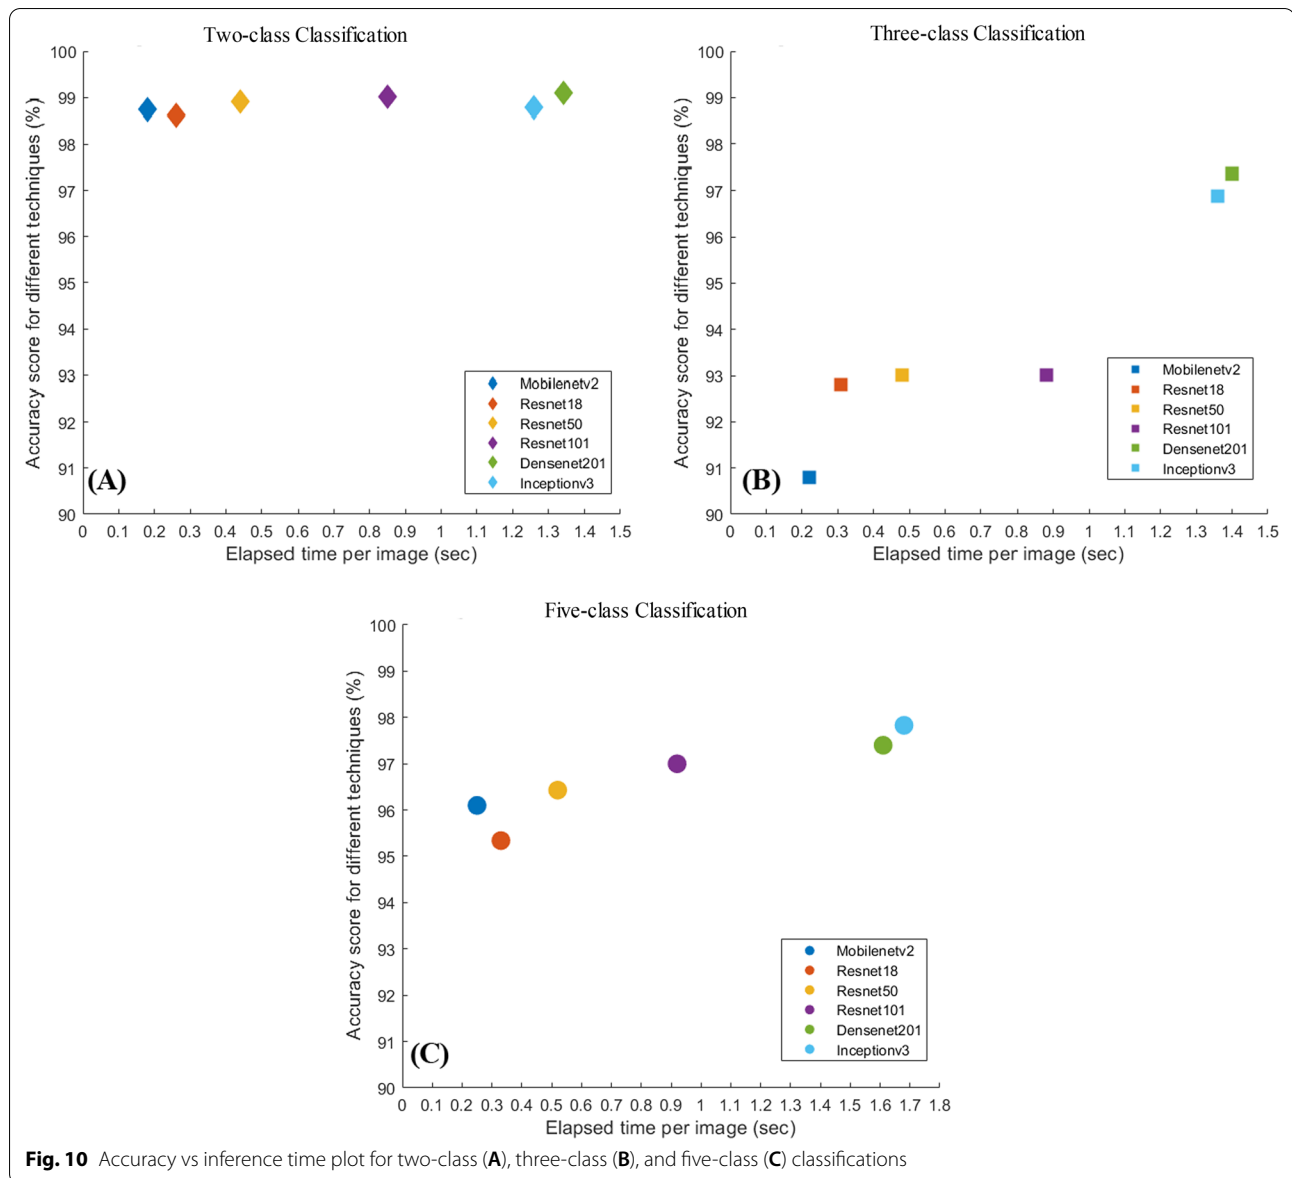 Two-class Classification
100
99
98
97
96
95
94
93
92
91
90
Accuracy score for different techniques (%)
Mobilenetv2
Resnet18
Resnet50
Resnet101
Densenet201
Inceptionv3
(A)
0 0.1 0.2 0.3 0.4 0.5 0.6 0.7 0.8 0.9 1 1.1 1.2 1.3 1.4 1.5
Elapsed time per image (sec)
Three-class Classification
100
99
98
97
96
95
94
93
92
91
90
Accuracy score for different techniques (%)
Mobilenetv2
Resnet18
Resnet50
Resnet101
Densenet201
Inceptionv3
(B)
0 0.1 0.2 0.3 0.4 0.5 0.6 0.7 0.8 0.9 1 1.1 1.2 1.3 1.4 1.5
Elapsed time per image (sec)
Five-class Classification
100
99
98
97
96
95
94
93
92
91
90
Accuracy score for different techniques (%)
Mobilenetv2
Resnet18
Resnet50
Resnet101
Densenet201
Inceptionv3
(C)
0 0.1 0.2 0.3 0.4 0.5 0.6 0.7 0.8 0.9 1 1.1 1.2 1.3 1.4 1.5 1.6 1.7 1.8
Elapsed time per image (sec)
Fig. 10 Accuracy vs inference time plot for two-class (A), three-class (B), and five-class (C) classifications